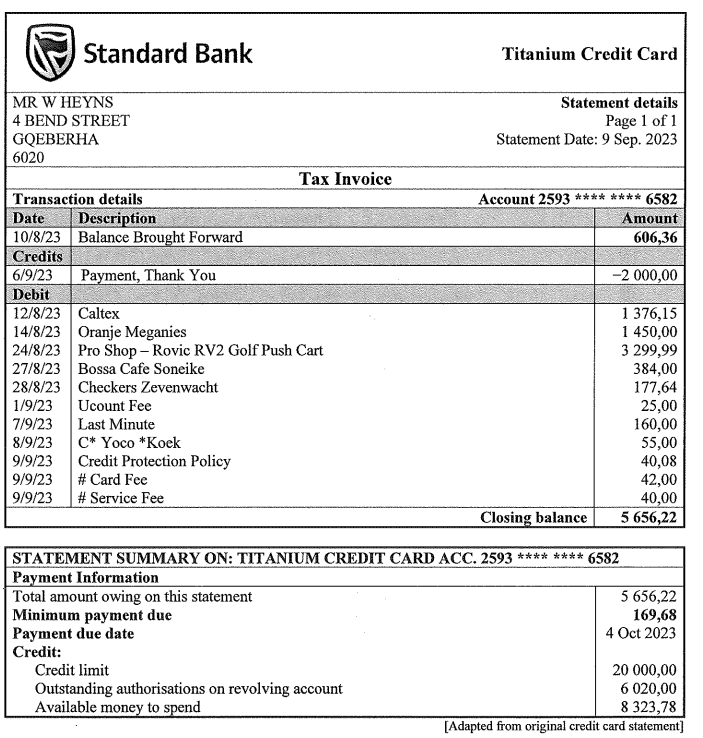 Standard Bank
Titanium Credit Card
MR W HEYNS
4 BEND STREET
GQEBERHA
6020
Statement details
Page 1 of 1
Statement Date: 9 Sep. 2023
Tax Invoice
Transaction details Account 2593 **** **** 6582
Date Description Amount
10/8/23 Balance Brought Forward 606,36
Credits
6/9/23 Payment, Thank You −2 000,00
Debit
12/8/23 Caltex 1 376,15
14/8/23 Oranje Meganies 1 450,00
24/8/23 Pro Shop – Rovic RV2 Golf Push Cart 3 299,99
27/8/23 Bossa Cafe Soneike 384,00
28/8/23 Checkers Zevenwacht 177,64
1/9/23 Ucount Fee 25,00
7/9/23 Last Minute 160,00
8/9/23 C* Yoco *Koek 55,00
9/9/23 Credit Protection Policy 40,08
9/9/23 # Card Fee 42,00
9/9/23 # Service Fee 40,00
Closing balance 5 656,22
STATEMENT SUMMARY ON: TITANIUM CREDIT CARD ACC. 2593 **** **** 6582
Payment Information
Total amount owing on this statement 5 656,22
Minimum payment due 169,68
Payment due date 4 Oct 2023
Credit:
Credit limit 20 000,00
Outstanding authorisations on revolving account 6 020,00
Available money to spend 8 323,78
[Adapted from original credit card statement]